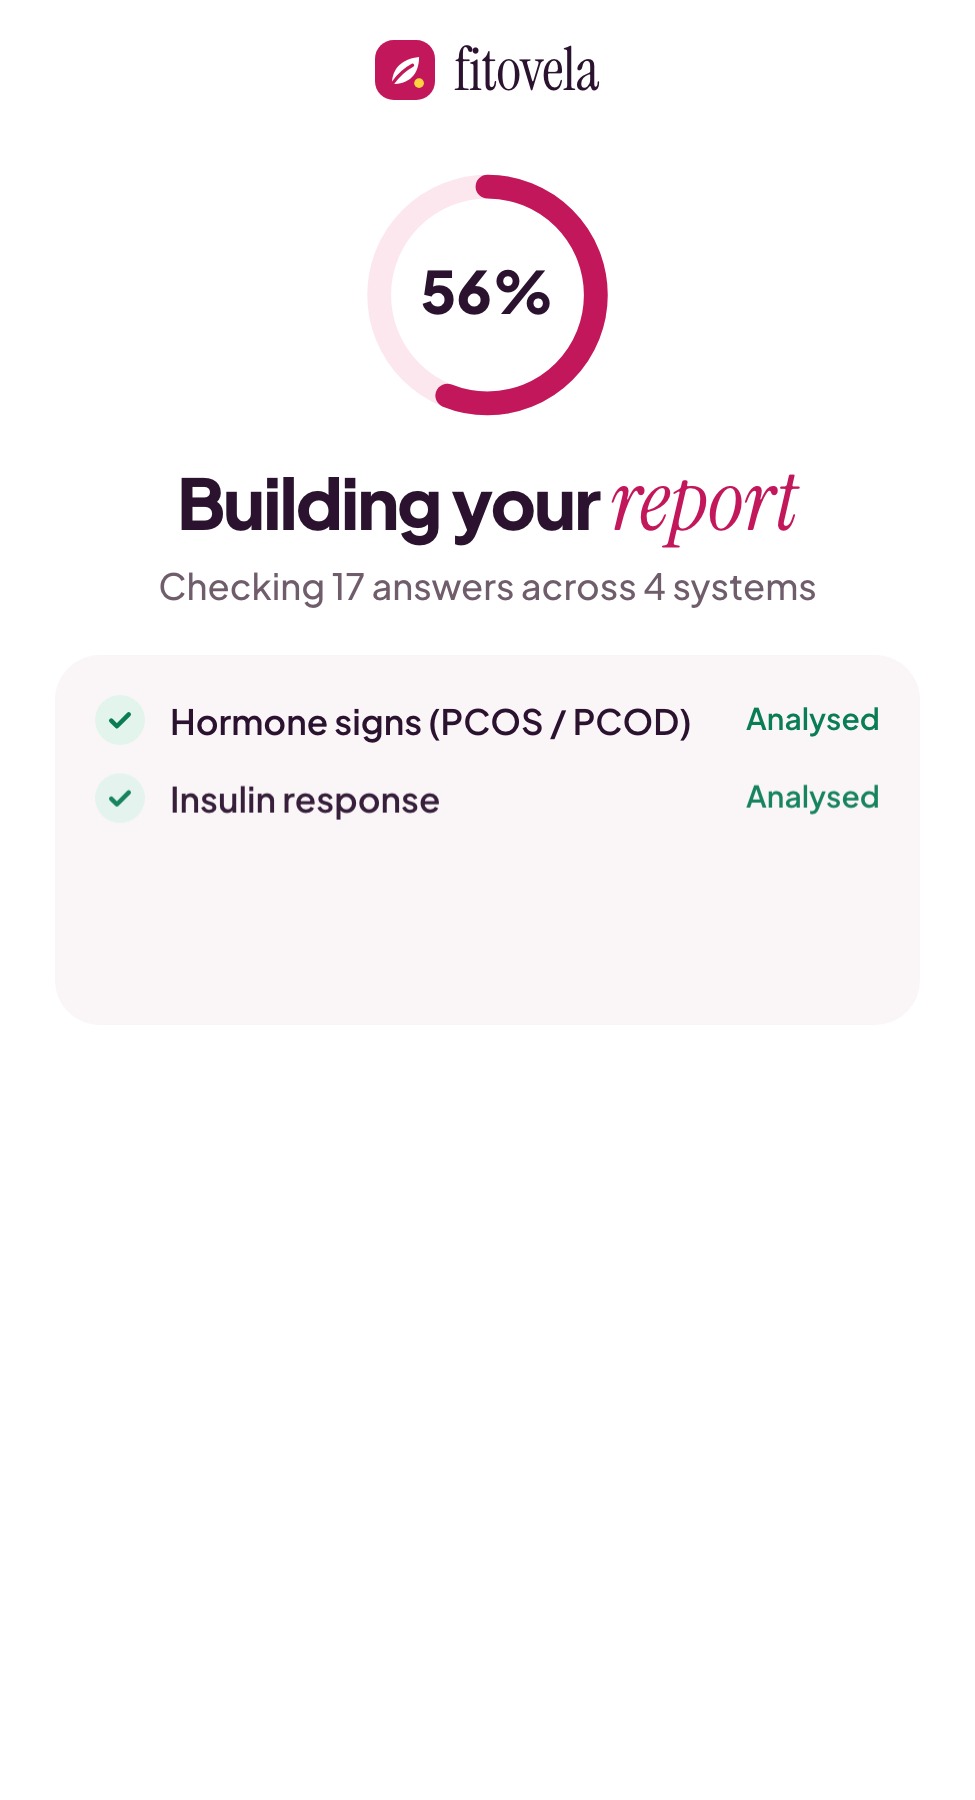 fitovela
56%
Building your report
Checking 17 answers across 4 systems
Hormone signs (PCOS / PCOD) Analysed
Insulin response Analysed